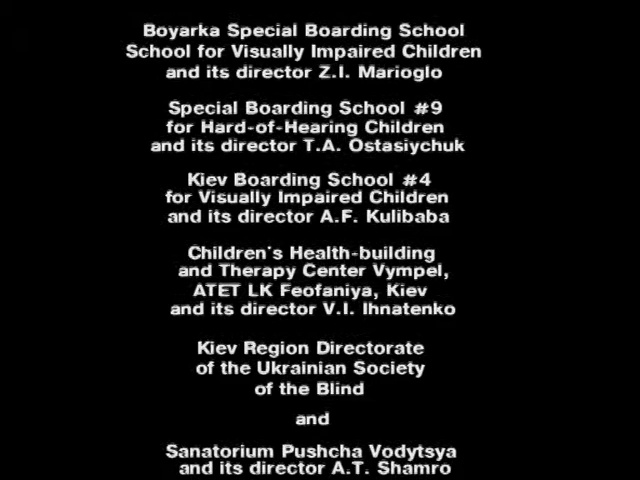 Boyarka Special Boarding School
School for Visually Impaired Children
and its director Z.I. Marioglo
Special Boarding School #9
for Hard-of-Hearing Children
and its director T.A. Ostasiychuk
Kiev Boarding School #4
for Visually Impaired Children
and its director A.F. Kulibaba
Children's Health-building
and Therapy Center Vympel,
ATET LK Feofaniya, Kiev
and its director V.I. Ihnatenko
Kiev Region Directorate
of the Ukrainian Society
of the Blind
and
Sanatorium Pushcha Vodytsya
and its director A.T. Shamro